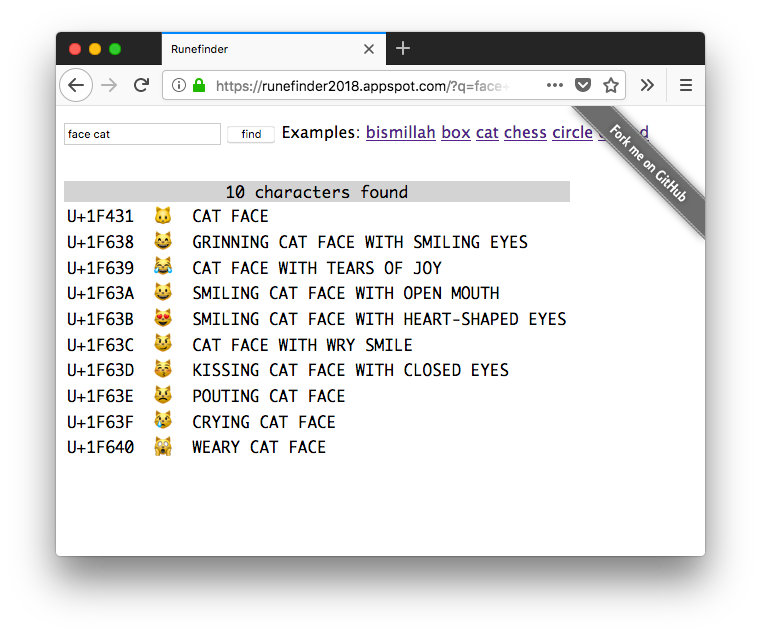 Runefinder
https://runefinder2018.appspot.com/?q=face+
face cat find Examples: bismillah box cat chess circle
Fork me on GitHub
10 characters found
U+1F431 🐱 CAT FACE
U+1F638 😸 GRINNING CAT FACE WITH SMILING EYES
U+1F639 😹 CAT FACE WITH TEARS OF JOY
U+1F63A 😺 SMILING CAT FACE WITH OPEN MOUTH
U+1F63B 😻 SMILING CAT FACE WITH HEART-SHAPED EYES
U+1F63C 😼 CAT FACE WITH WRY SMILE
U+1F63D 😽 KISSING CAT FACE WITH CLOSED EYES
U+1F63E 😾 POUTING CAT FACE
U+1F63F 😿 CRYING CAT FACE
U+1F640 🙀 WEARY CAT FACE